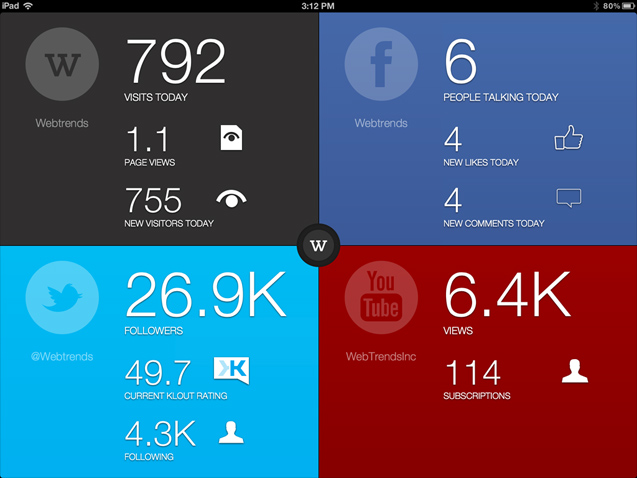 iPad 3:12 PM 80%
W
Webtrends
792
VISITS TODAY
1.1
PAGE VIEWS
755
NEW VISITORS TODAY
f
Webtrends
6
PEOPLE TALKING TODAY
4
NEW LIKES TODAY
4
NEW COMMENTS TODAY
W
@Webtrends
26.9K
FOLLOWERS
49.7
K
CURRENT KLOUT RATING
4.3K
FOLLOWING
You
Tube
WebTrendsInc
6.4K
VIEWS
114
SUBSCRIPTIONS